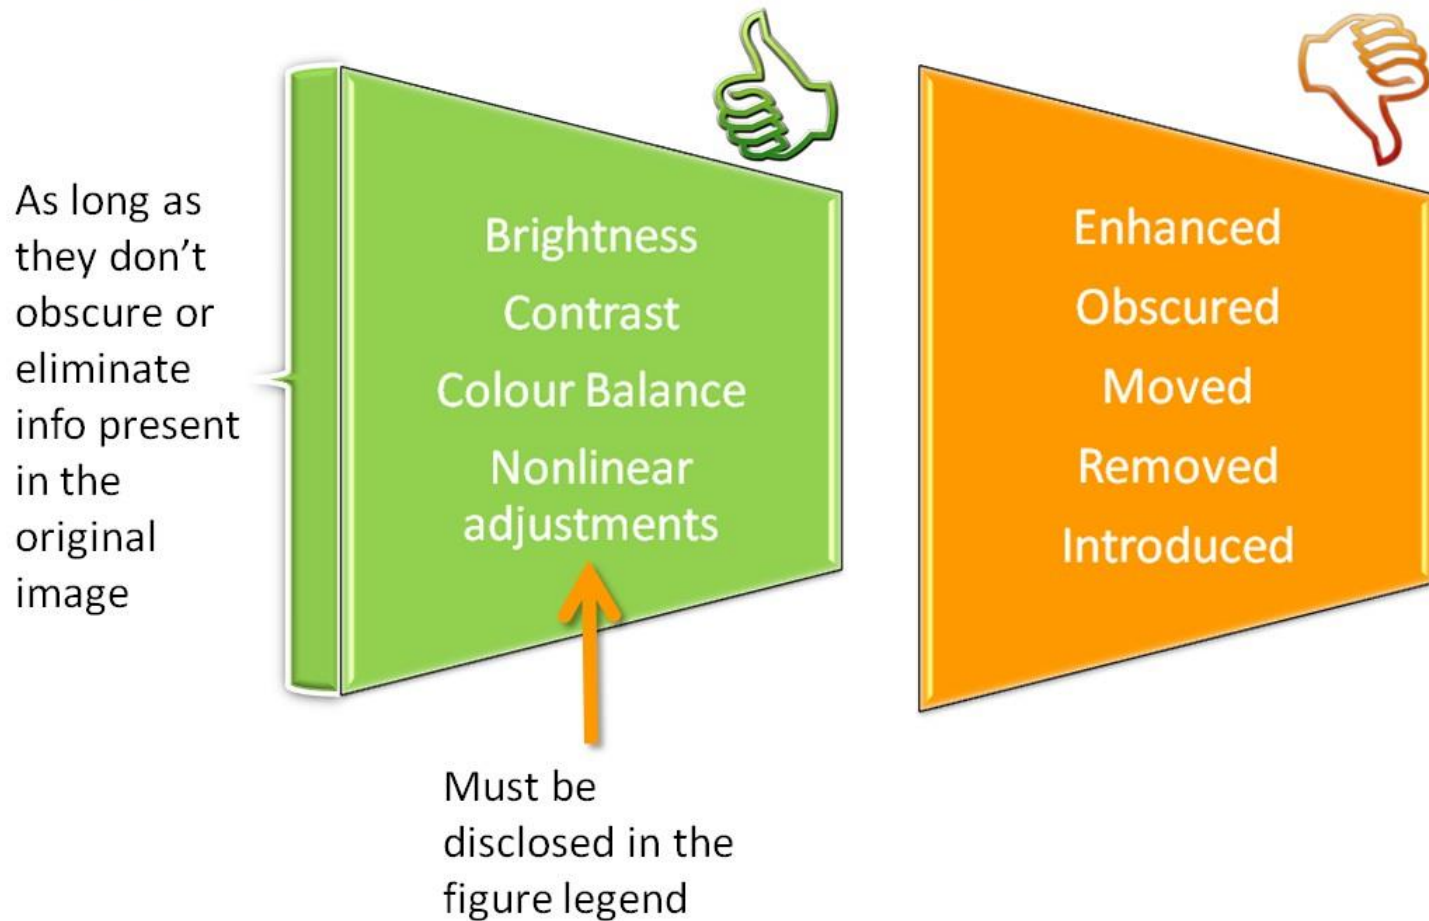 As long as
they don’t
obscure or
eliminate
info present
in the
original
image
Brightness
Contrast
Colour Balance
Nonlinear
adjustments
Must be
disclosed in the
figure legend
Enhanced
Obscured
Moved
Removed
Introduced